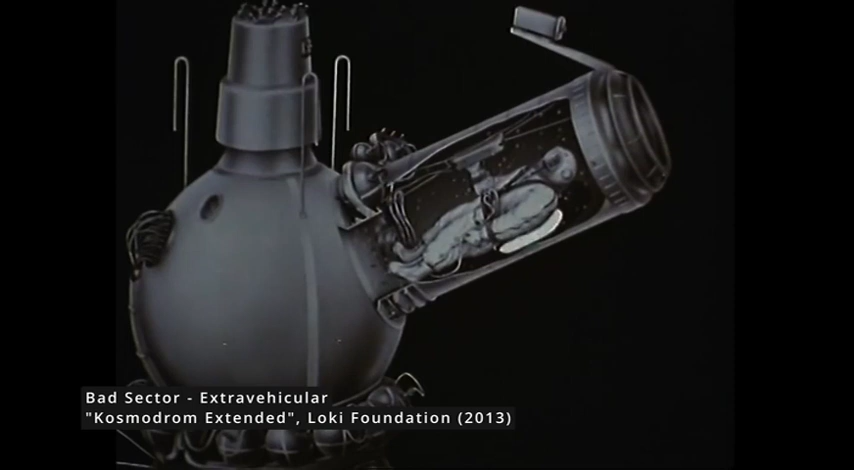 Bad Sector - Extravehicular
"Kosmodrom Extended", Loki Foundation (2013)